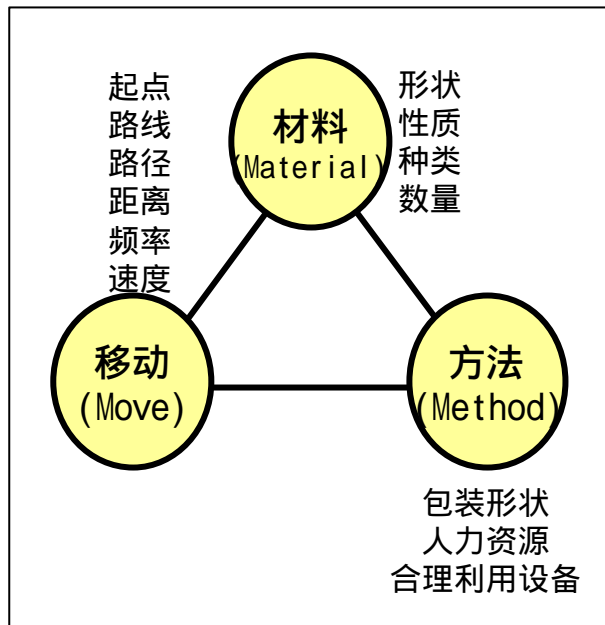 起点
路线
路径
距离
频率
速度
材料
(Material)
形状
性质
种类
数量
移动
(Move)
方法
(Method)
包装形状
人力资源
合理利用设备